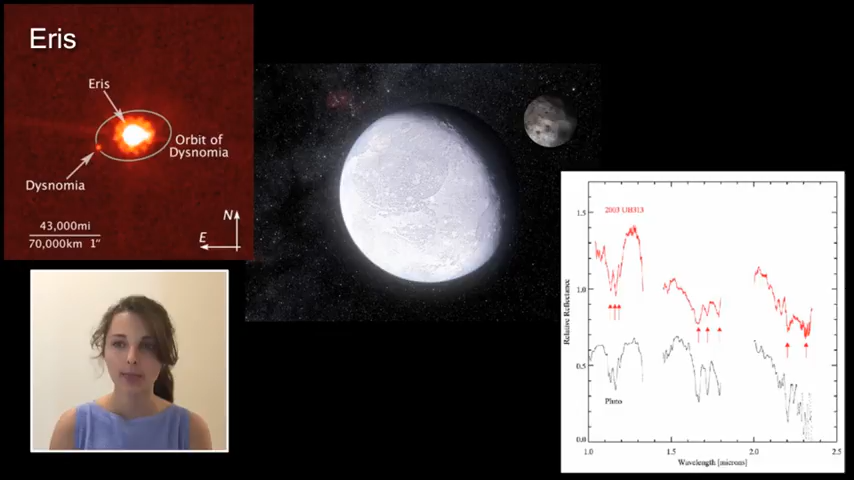 Eris
Eris
Orbit of
Dysnomia
Dysnomia
43,000mi
70,000km 1"
N
E
2003 UB313
1.5
1.0
0.5
0.0
Relative Reflectance
Pluto
1.0
1.5
2.0
2.5
Wavelength [microns]